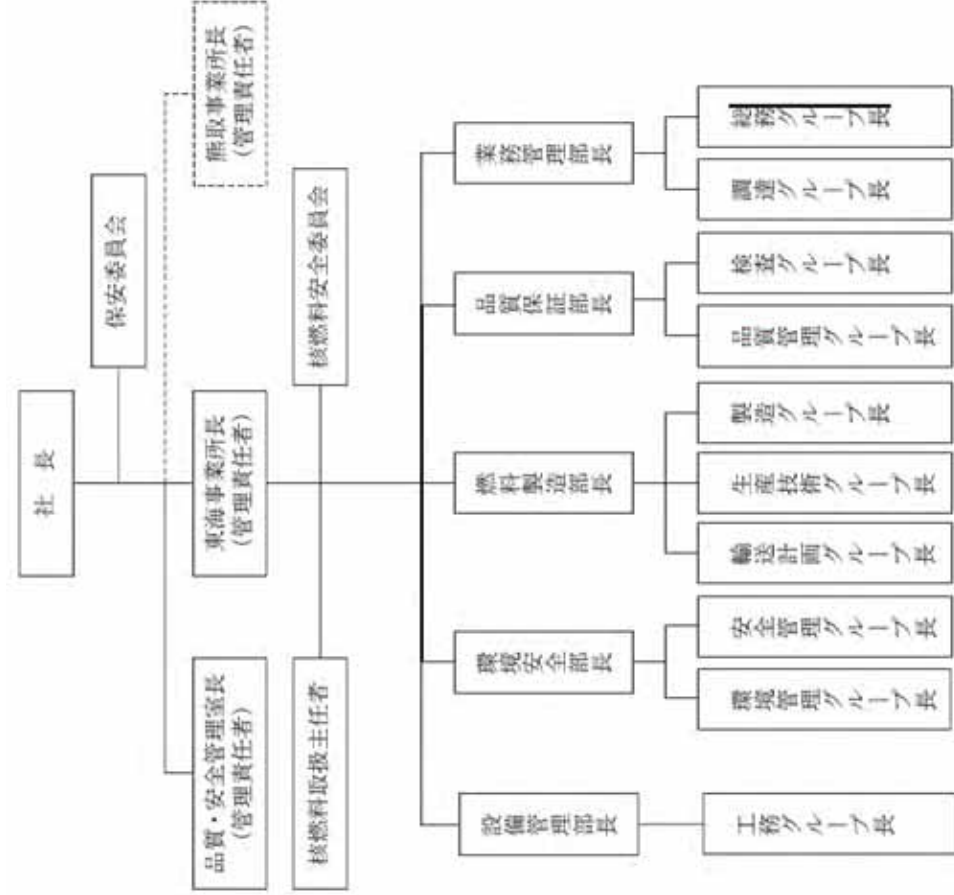 社 長
保安委員会
品質・安全管理室長
(管理責任者)
東海事業所長
(管理責任者)
熊取事業所長
(管理責任者)
核燃料取扱主任者
核燃料安全委員会
設備管理部長
環境安全部長
燃料製造部長
品質保証部長
業務管理部長
工務グループ長
環境管理グループ長
安全管理グループ長
輸送計画グループ長
生産技術グループ長
製造グループ長
品質管理グループ長
検査グループ長
調達グループ長
総務グループ長